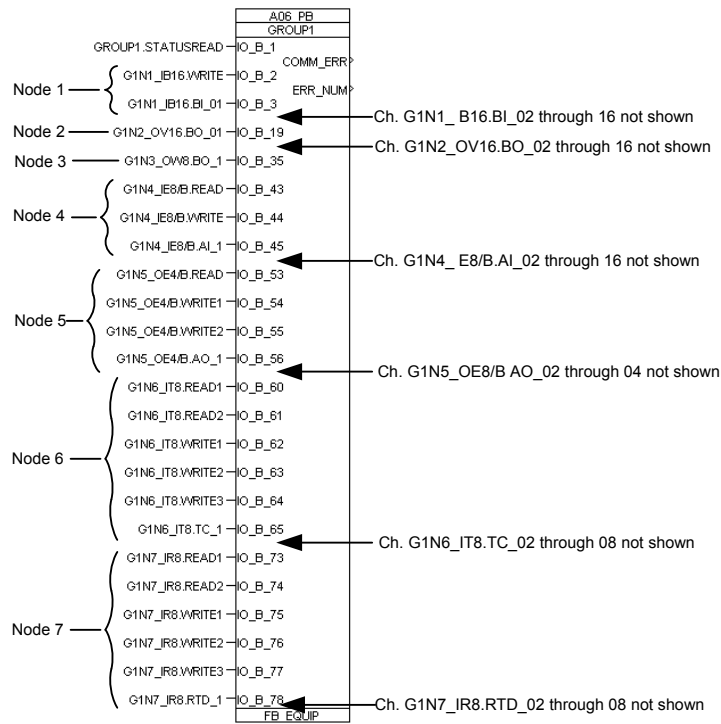 A06_PB
GROUP1
GROUP1.STATUSREAD IO_B_1
COMM_ERR
G1N1_IB16.WRITE IO_B_2
ERR_NUM
Node 1
G1N1_IB16.BI_01 IO_B_3
Ch. G1N1_ B16.BI_02 through 16 not shown
Node 2 G1N2_OV16.BO_01 IO_B_19
Ch. G1N2_OV16.BO_02 through 16 not shown
Node 3 G1N3_OW8.BO_1 IO_B_35
G1N4_IE8/B.READ IO_B_43
Node 4 G1N4_IE8/B.WRITE IO_B_44
G1N4_IE8/B.AI_1 IO_B_45
Ch. G1N4_ E8/B.AI_02 through 16 not shown
G1N5_OE4/B.READ IO_B_53
G1N5_OE4/B.WRITE1 IO_B_54
Node 5
G1N5_OE4/B.WRITE2 IO_B_55
G1N5_OE4/B.AO_1 IO_B_56
Ch. G1N5_OE8/B AO_02 through 04 not shown
G1N6_IT8.READ1 IO_B_60
G1N6_IT8.READ2 IO_B_61
G1N6_IT8.WRITE1 IO_B_62
Node 6
G1N6_IT8.WRITE2 IO_B_63
G1N6_IT8.WRITE3 IO_B_64
G1N6_IT8.TC_1 IO_B_65
Ch. G1N6_IT8.TC_02 through 08 not shown
G1N7_IR8.READ1 IO_B_73
G1N7_IR8.READ2 IO_B_74
G1N7_IR8.WRITE1 IO_B_75
Node 7
G1N7_IR8.WRITE2 IO_B_76
G1N7_IR8.WRITE3 IO_B_77
G1N7_IR8.RTD_1 IO_B_78
Ch. G1N7_IR8.RTD_02 through 08 not shown
FB_EQUIP